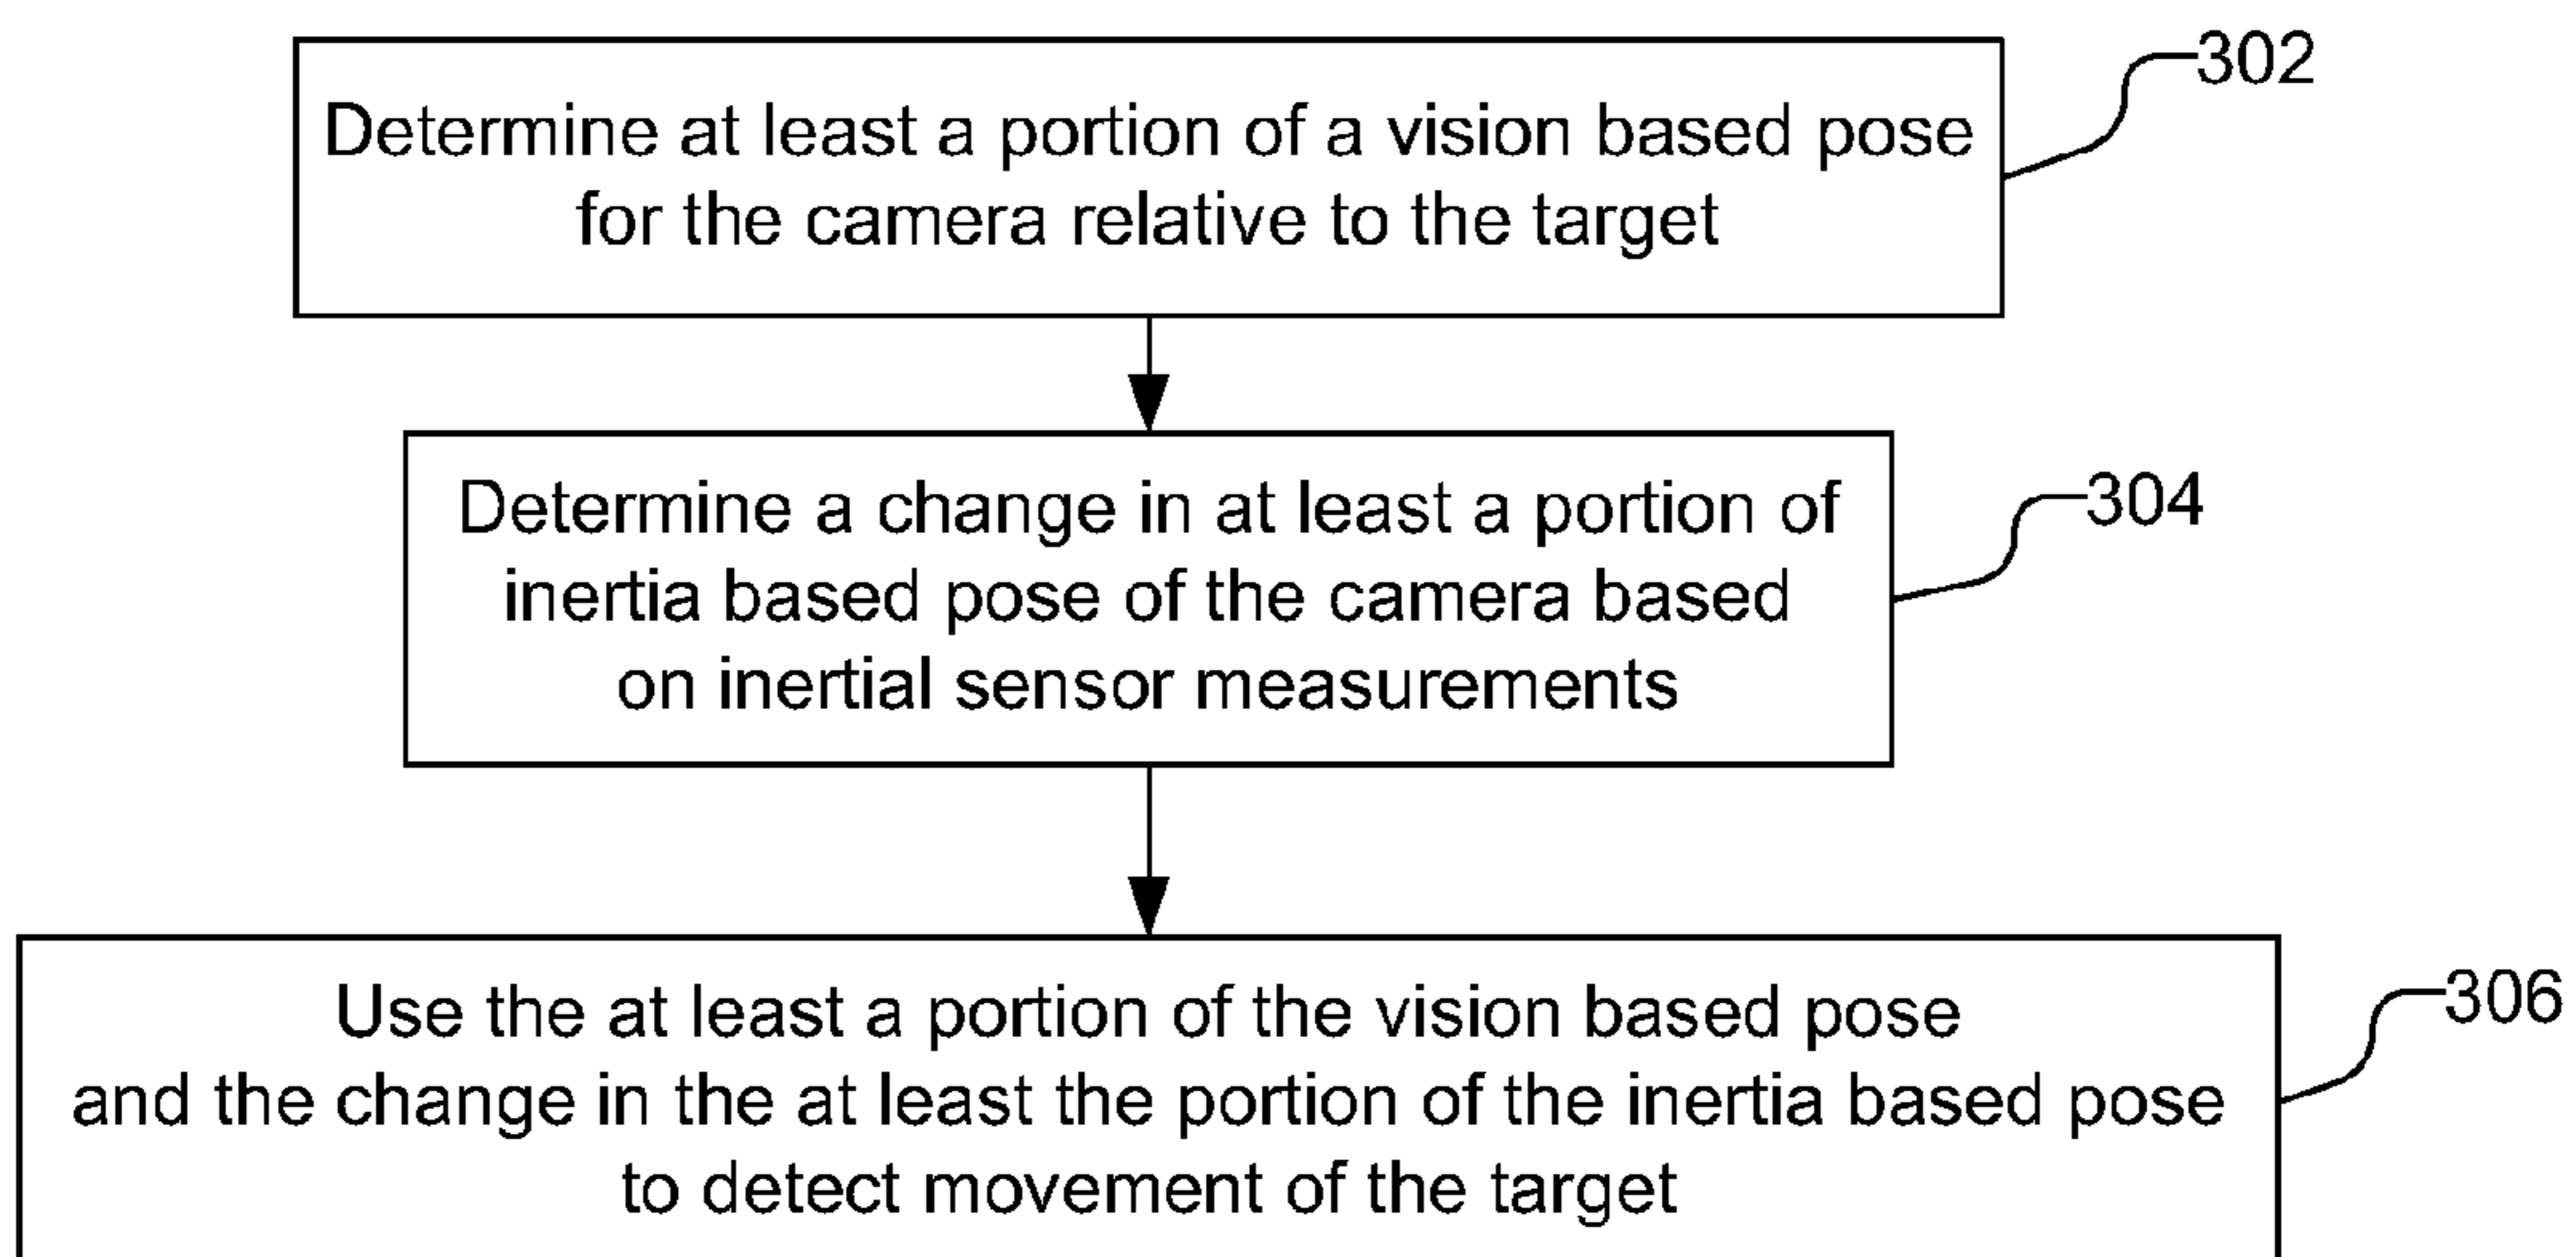 302
Determine at least a portion of a vision based pose
for the camera relative to the target
304
Determine a change in at least a portion of
inertia based pose of the camera based
on inertial sensor measurements
306
Use the at least a portion of the vision based pose
and the change in the at least the portion of the inertia based pose
to detect movement of the target